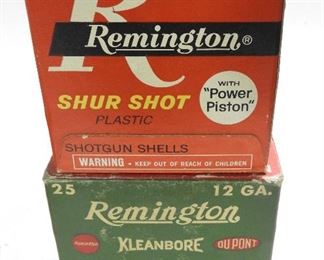 R
Remington®
WITH
"Power
Piston"
SHUR SHOT
PLASTIC
SHOTGUN SHELLS
WARNING • KEEP OUT OF REACH OF CHILDREN
25 12 GA.
Remington
Remington KLEANBORE DU PONT